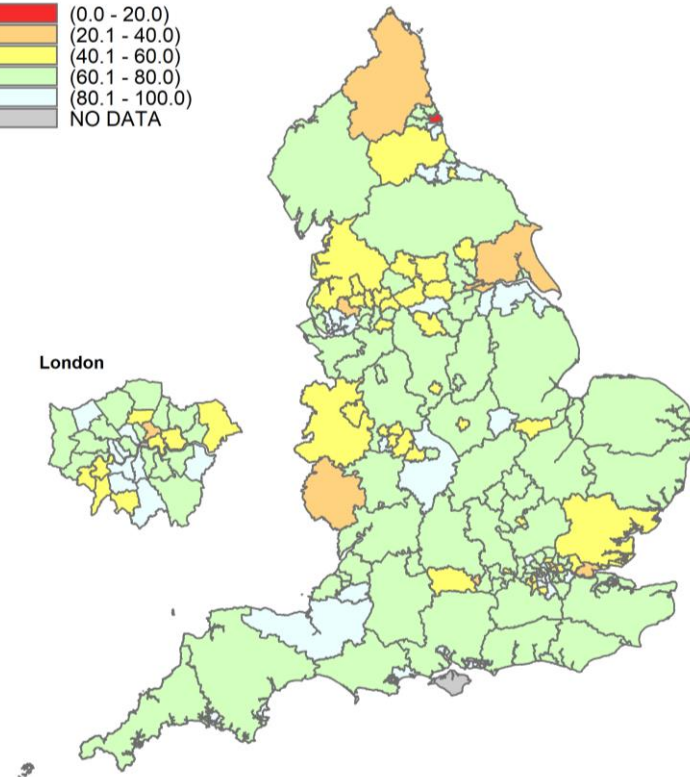 (0.0 - 20.0)
(20.1 - 40.0)
(40.1 - 60.0)
(60.1 - 80.0)
(80.1 - 100.0)
NO DATA
London